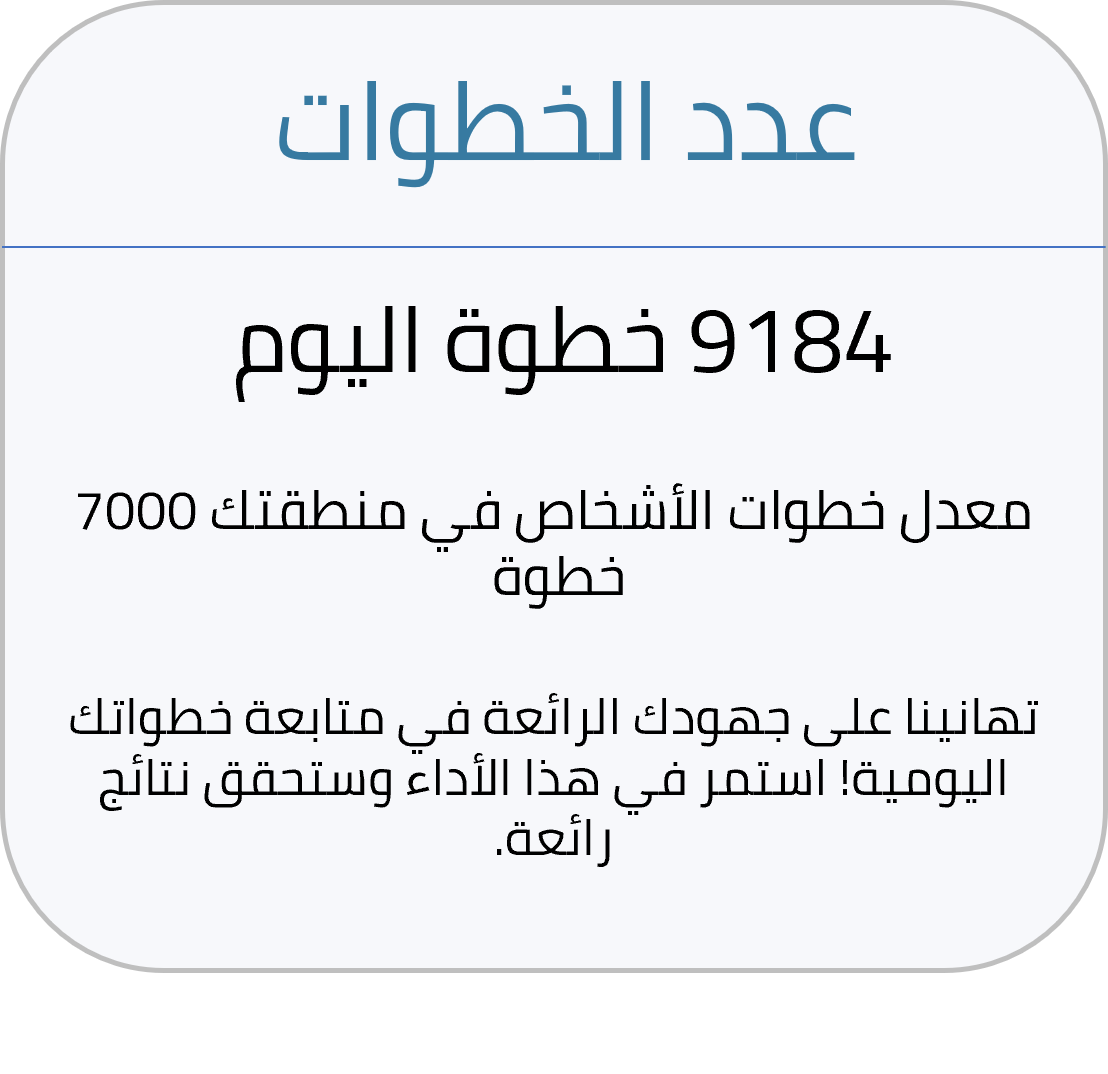 عدد الخطوات
9184 خطوة اليوم
معدل خطوات الأشخاص في منطقتك 7000
خطوة
تهانينا على جهودك الرائعة في متابعة خطواتك
اليومية! استمر في هذا الأداء وستحقق نتائج
رائعة.